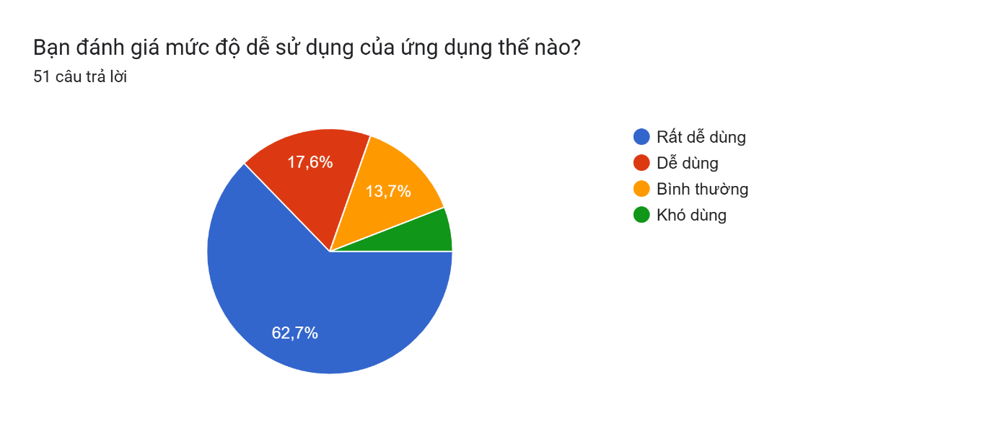 Bạn đánh giá mức độ dễ sử dụng của ứng dụng thế nào?
51 câu trả lời
17,6%
13,7%
62,7%
Rất dễ dùng
Dễ dùng
Bình thường
Khó dùng